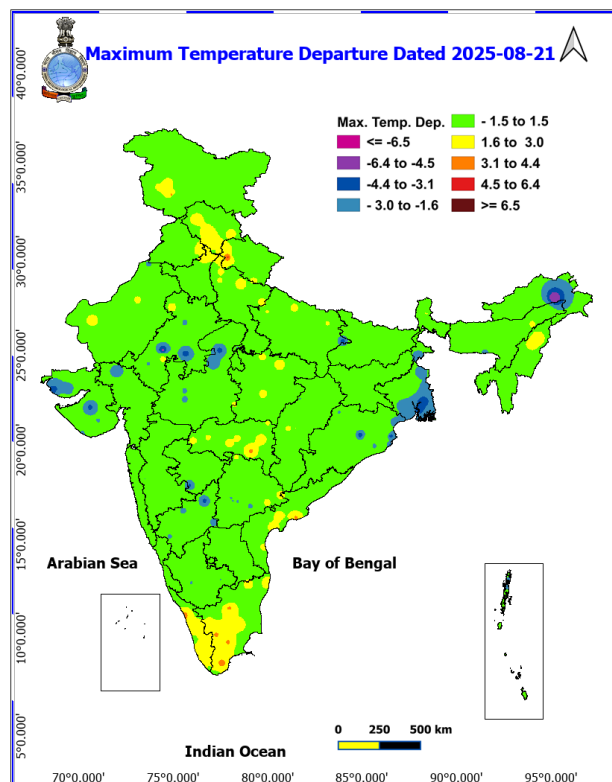 Maximum Temperature Departure Dated 2025-08-21
Max. Temp. Dep.
<= -6.5
-6.4 to -4.5
-4.4 to -3.1
- 3.0 to -1.6
- 1.5 to 1.5
1.6 to 3.0
3.1 to 4.4
4.5 to 6.4
>= 6.5
40°0.000'
35°0.000'
30°0.000'
25°0.000'
20°0.000'
15°0.000'
10°0.000'
5°0.000'
Arabian Sea
Bay of Bengal
0 250 500 km
Indian Ocean
70°0.000' 75°0.000' 80°0.000' 85°0.000' 90°0.000' 95°0.000'